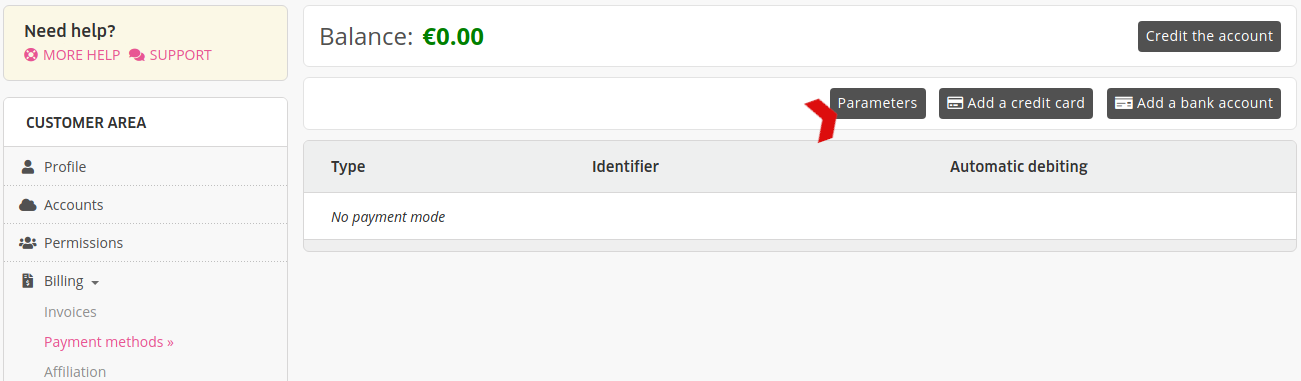 Need help?
MORE HELP SUPPORT
CUSTOMER AREA
Profile
Accounts
Permissions
Billing
Invoices
Payment methods »
Affiliation
Balance: €0.00
Credit the account
Parameters Add a credit card Add a bank account
Type Identifier Automatic debiting
No payment mode